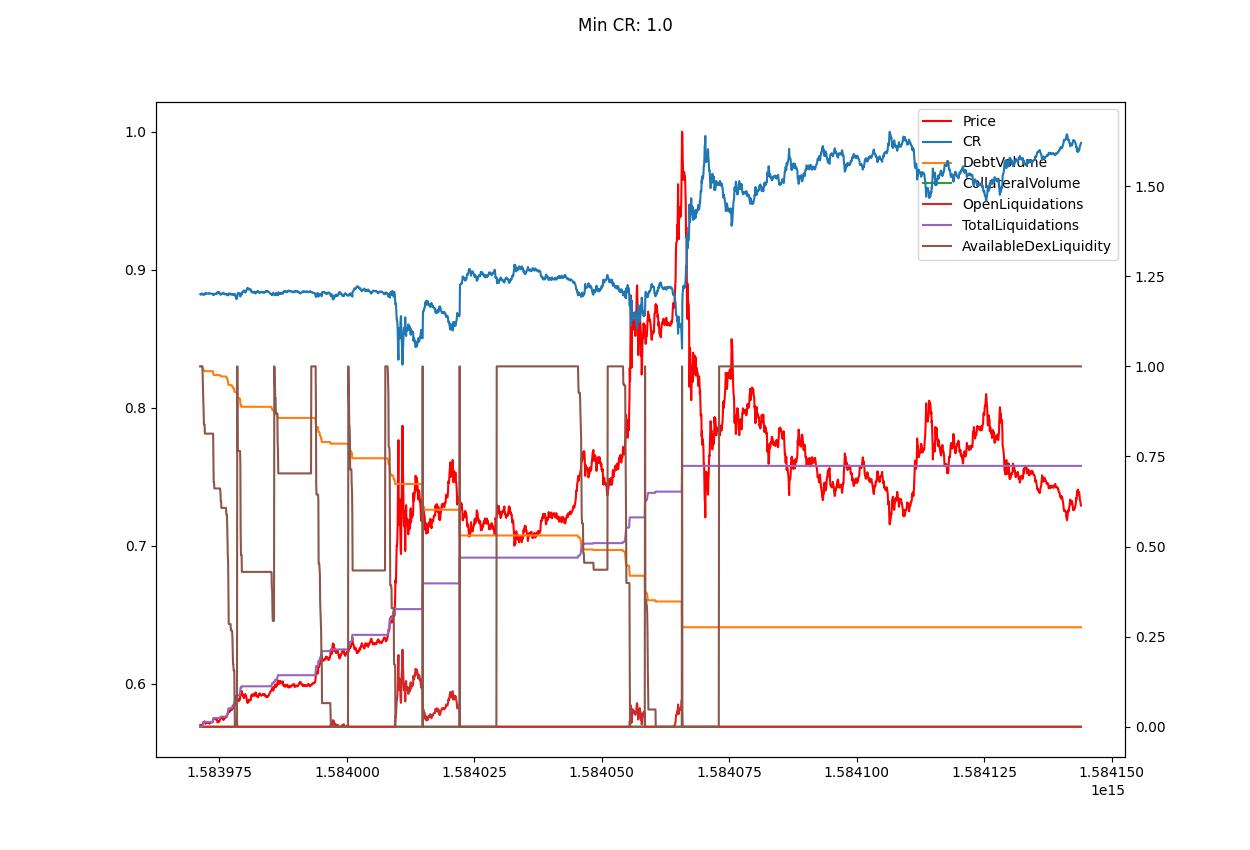 Min CR: 1.0
Price
CR
DebtVolume
CollateralVolume
OpenLiquidations
TotalLiquidations
AvailableDexLiquidity
1.0
0.9
0.8
0.7
0.6
1.50
1.25
1.00
0.75
0.50
0.25
0.00
1.583975 1.584000 1.584025 1.584050 1.584075 1.584100 1.584125 1.584150
1e15